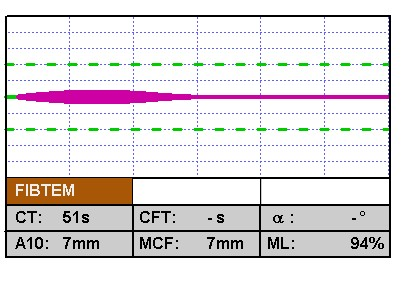 FIBTEM
CT: 51s CFT: - s α : -°
A10: 7mm MCF: 7mm ML: 94%